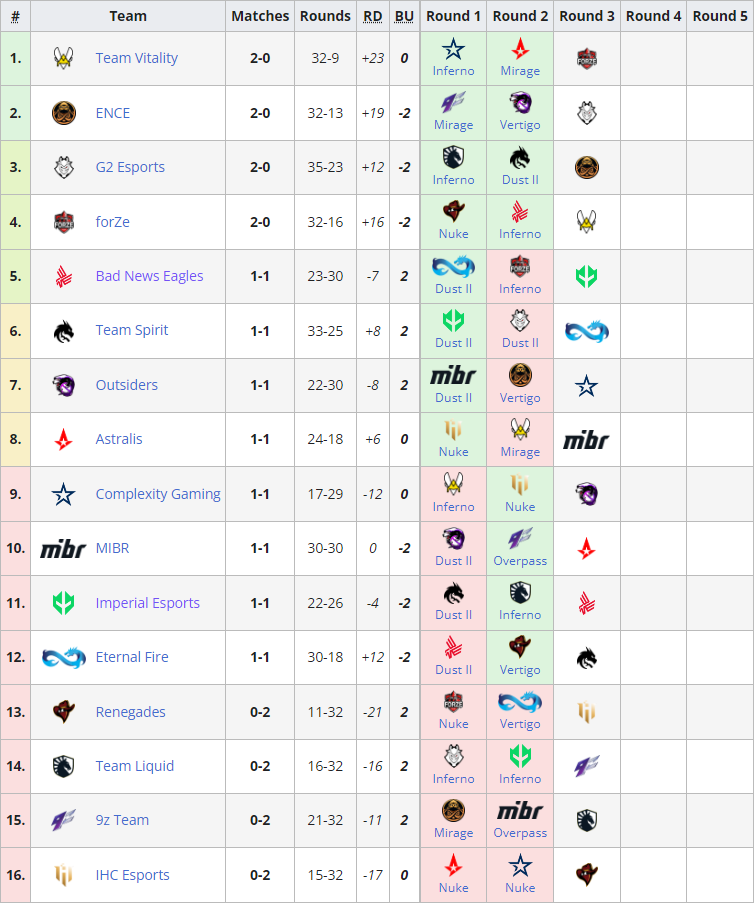 # Team Matches Rounds RD BU Round 1 Round 2 Round 3 Round 4 Round 5
1. Team Vitality 2-0 32-9 +23 0 Inferno Mirage FORZE
2. ENCE 2-0 32-13 +19 -2 Mirage Vertigo
3. G2 Esports 2-0 35-23 +12 -2 Inferno Dust II
4. FORZE forZe 2-0 32-16 +16 -2 Nuke Inferno
5. Bad News Eagles 1-1 23-30 -7 2 Dust II FORZE Inferno
6. Team Spirit 1-1 33-25 +8 2 Dust II Dust II
7. Outsiders 1-1 22-30 -8 2 mibr Dust II Vertigo
8. Astralis 1-1 24-18 +6 0 Nuke Mirage mibr
9. Complexity Gaming 1-1 17-29 -12 0 Inferno Nuke
10. mibr MIBR 1-1 30-30 0 -2 Dust II Overpass
11. Imperial Esports 1-1 22-26 -4 -2 Dust II Inferno
12. Eternal Fire 1-1 30-18 +12 -2 Dust II Vertigo
13. Renegades 0-2 11-32 -21 2 FORZE Nuke Vertigo
14. Team Liquid 0-2 16-32 -16 2 Inferno Inferno
15. 9z Team 0-2 21-32 -11 2 Mirage mibr Overpass
16. IHC Esports 0-2 15-32 -17 0 Nuke Nuke